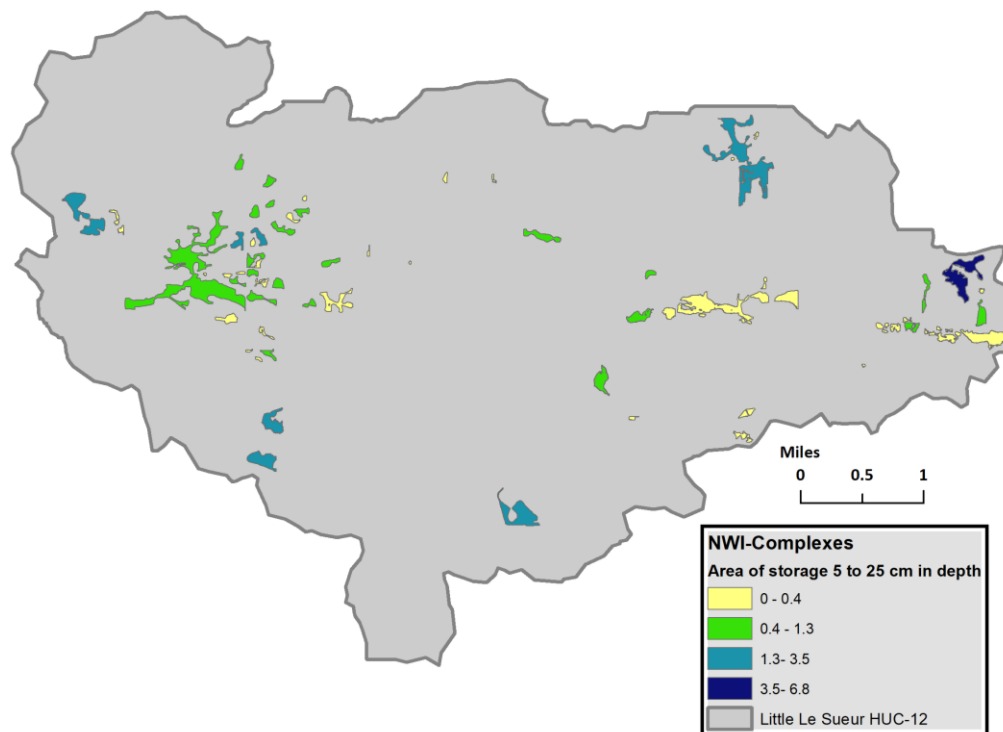 Miles
0 0.5 1
NWI-Complexes
Area of storage 5 to 25 cm in depth
0 - 0.4
0.4 - 1.3
1.3- 3.5
3.5- 6.8
Little Le Sueur HUC-12